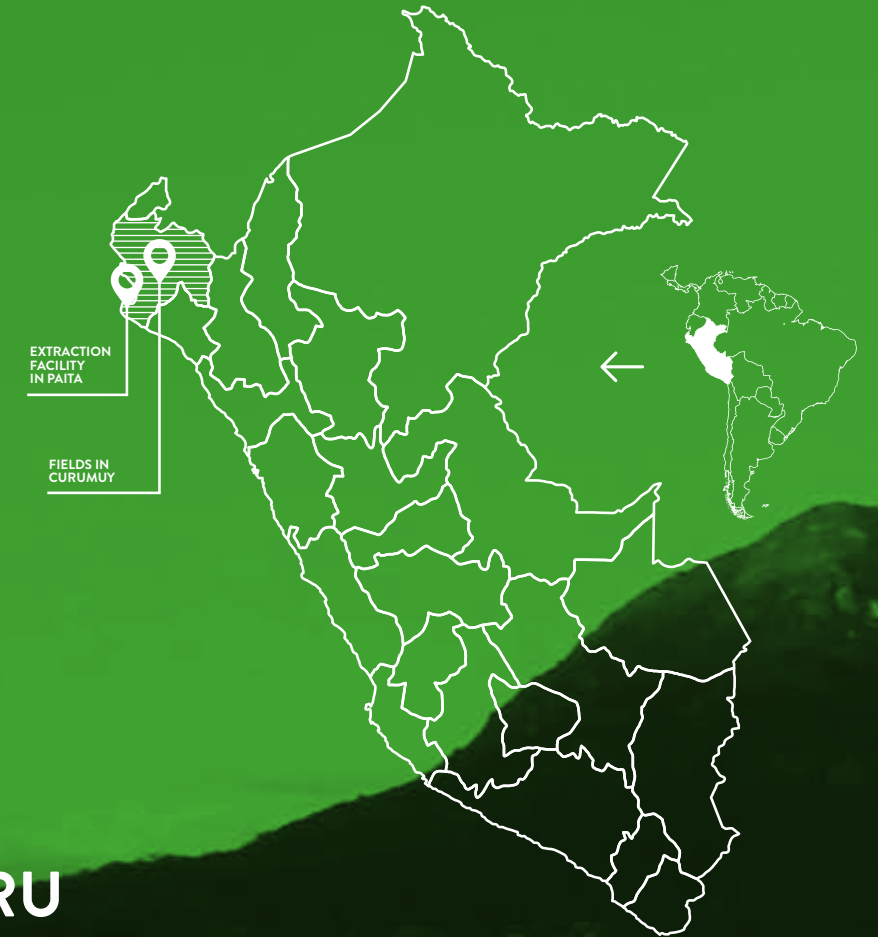 EXTRACTION
FACILITY
IN PAITA
FIELDS IN
CURUMUY
RU